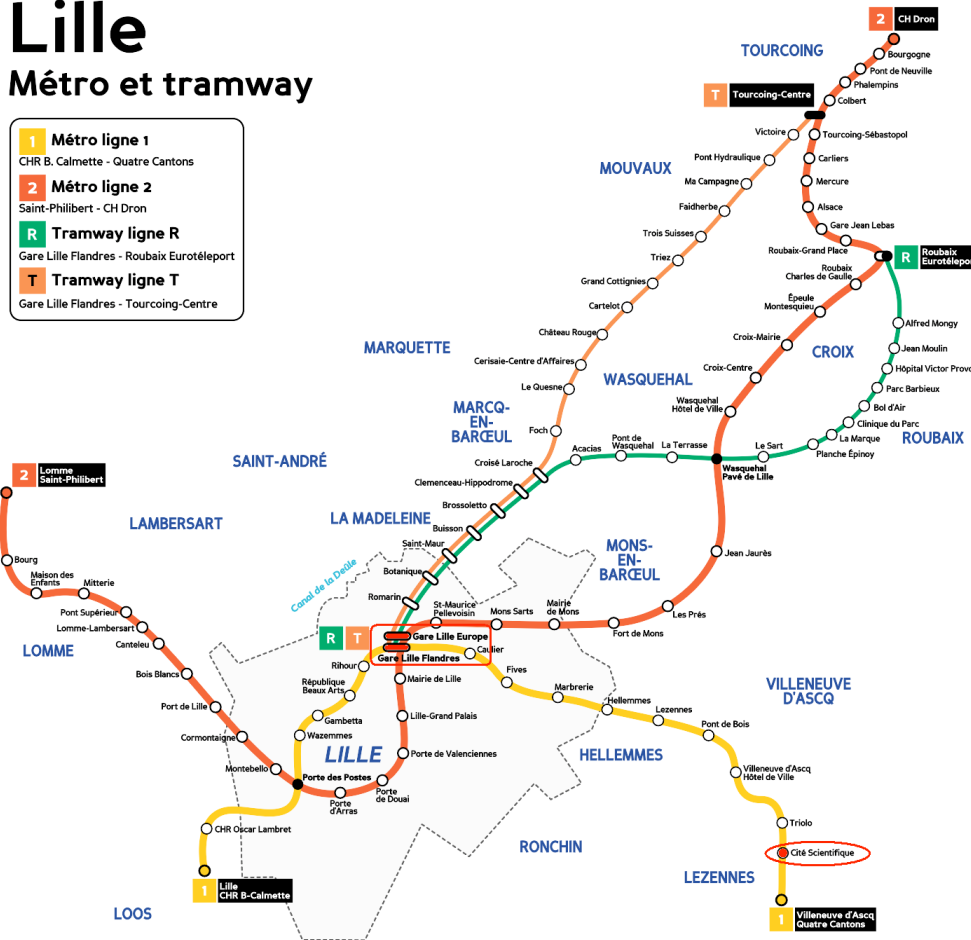 Lille
Métro et tramway
1 Métro ligne 1
CHR B. Calmette - Quatre Cantons
2 Métro ligne 2
Saint-Philibert - CH Dron
R Tramway ligne R
Gare Lille Flandres - Roubaix Eurotéléport
T Tramway ligne T
Gare Lille Flandres - Tourcoing-Centre
2 CH Dron
TOURCOING
Bourgogne
Pont de Neuville
Phalempins
Colbert
T Tourcoing-Centre
Victoire
Tourcoing-Sébastopol
Pont Hydraulique
Carliers
MOUVAUX
Ma Campagne
Mercure
Faidherbe
Alsace
Trois Suisses
Gare Jean Lebas
Triez
Roubaix-Grand Place
R Roubaix
Grand Cottignies
Roubaix
Charles de Gaulle
Cartelot
Épeule
Montesquieu
Château Rouge
Alfred Mongy
Croix-Mairie
CROIX
MARQUETTE
Jean Moulin
Cerisaie-Centre d'Affaires
Croix-Centre
Hôpital Victor
WASQUEHAL
Le Quesne
Parc Barbieux
Wasquehal
Hôtel de Ville
Bol d'Air
MARCQ-
EN-
BARŒUL
Foch
Clinique du Parc
La Marque
ROUBAIX
Planche Épinoy
Acacias
Pont de
Wasquehal
La Terrasse
Le Sart
Wasquehal
Pavé de Lille
SAINT-ANDRÉ
Croisé Laroche
Clemenceau-Hippodrome
2 Lomme
Saint-Philibert
Brossoletto
LAMBERSART
LA MADELEINE
Buisson
Saint-Maur
MONS-
EN-
BARŒUL
Jean Jaurès
Bourg
Canal de la Deûle
Botanique
Maison des
Enfants
Mitterie
Romarin
Pont Supérieur
St-Maurice
Pellevoisin
Mons Sarts
Mairie
de Mons
Les Prés
Lomme-Lambersart
Fort de Mons
R T
Gare Lille Europe
Canteleu
LOMME
Gare Lille Flandres
Caulier
Rihour
Bois Blancs
Mairie de Lille
Fives
République
Beaux Arts
Marbrerie
VILLENEUVE
D'ASCQ
Port de Lille
Gambetta
Lille-Grand Palais
Hellemmes
Lezennes
Pont de Bois
Cormontaigne
Wazemmes
LILLE
Porte de Valenciennes
HELLEMMES
Montebello
Porte des Postes
Villeneuve d'Ascq
Hôtel de Ville
Porte
d'Arras
Porte
de Douai
CHR Oscar Lambret
Triolo
RONCHIN
Cité Scientifique
LEZENNES
1 Lille
CHR B-Calmette
LOOS
1 Villeneuve d'Ascq
Quatre Cantons